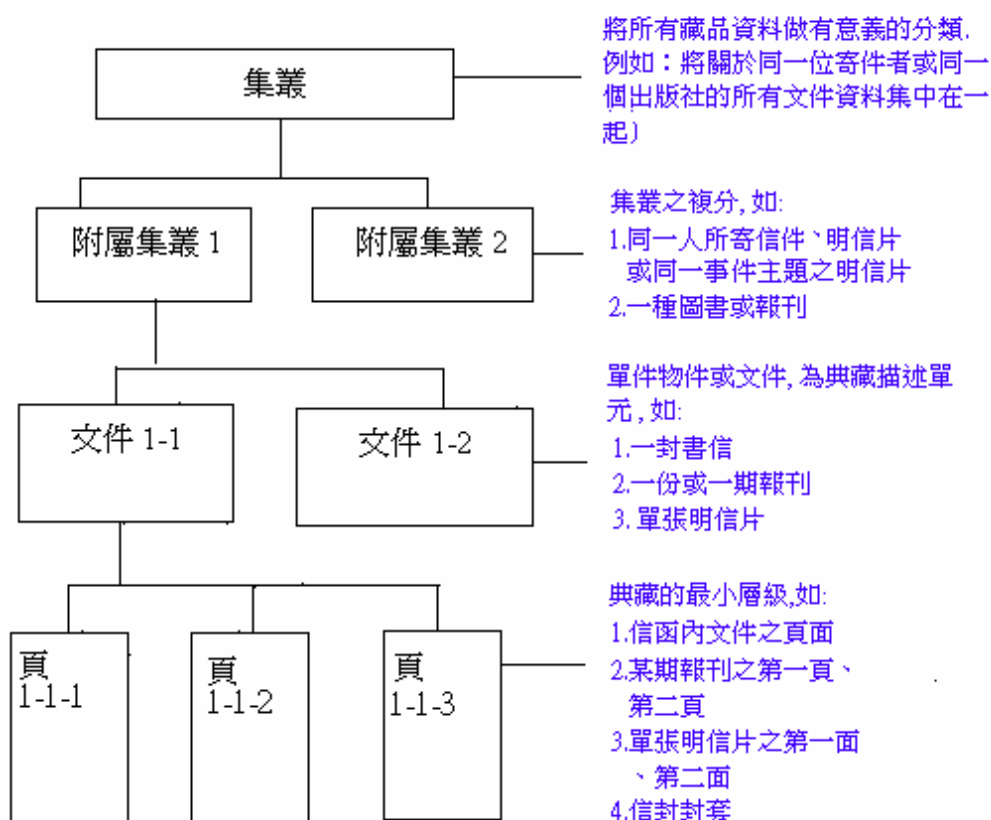 集叢
將所有藏品資料做有意義的分類.
例如：將關於同一位寄件者或同一
個出版社的所有文件資料集中在一
起〕
附屬集叢 1
附屬集叢 2
集叢之複分, 如:
1.同一人所寄信件、明信片
或同一事件主題之明信片
2.一種圖書或報刊
文件 1-1
文件 1-2
單件物件或文件, 為典藏描述單
元 , 如:
1.一封書信
2.一份或一期報刊
3. 單張明信片
頁
1-1-1
頁
1-1-2
頁
1-1-3
典藏的最小層級,如:
1.信函內文件之頁面
2.某期報刊之第一頁、
第二頁
3.單張明信片之第一面
、第二面
4.信封封套